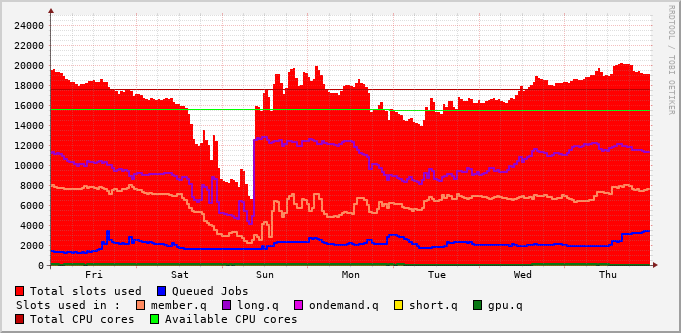 RRDTOOL / TOBI OETIKER
24000
22000
20000
18000
16000
14000
12000
10000
8000
6000
4000
2000
0
Fri Sat Sun Mon Tue Wed Thu
Total slots used Queued Jobs
Slots used in : member.q long.q ondemand.q short.q gpu.q
Total CPU cores Available CPU cores